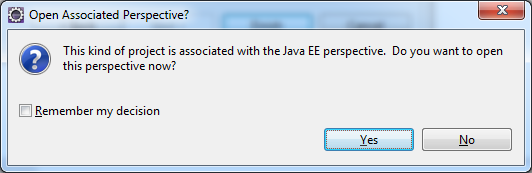 Open Associated Perspective?
This kind of project is associated with the Java EE perspective. Do you want to open
this perspective now?
Remember my decision
Yes
No